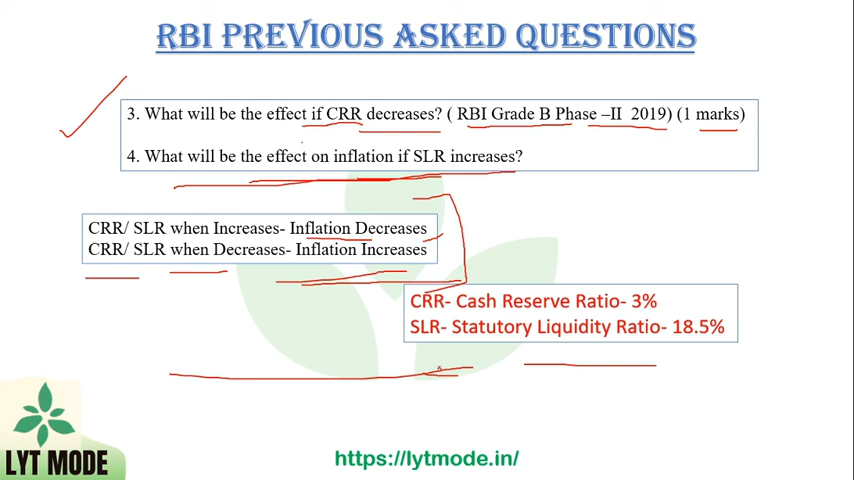 RBI PREVIOUS ASKED QUESTIONS
3. What will be the effect if CRR decreases? ( RBI Grade B Phase –II 2019) (1 marks)
4. What will be the effect on inflation if SLR increases?
CRR/ SLR when Increases- Inflation Decreases
CRR/ SLR when Decreases- Inflation Increases
CRR- Cash Reserve Ratio- 3%
SLR- Statutory Liquidity Ratio- 18.5%
LYT MODE
https://lytmode.in/